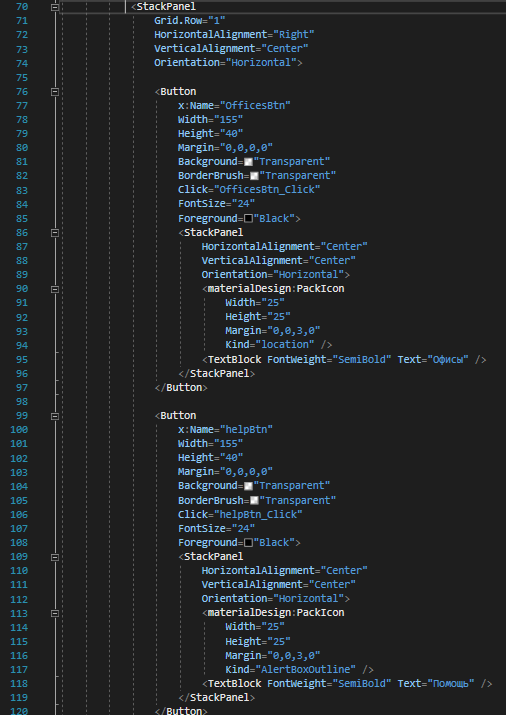 70 <StackPanel
71 Grid.Row="1"
72 HorizontalAlignment="Right"
73 VerticalAlignment="Center"
74 Orientation="Horizontal">
75
76 <Button
77 x:Name="OfficesBtn"
78 Width="155"
79 Height="40"
80 Margin="0,0,0,0"
81 Background="Transparent"
82 BorderBrush="Transparent"
83 Click="OfficesBtn_Click"
84 FontSize="24"
85 Foreground="Black">
86 <StackPanel
87 HorizontalAlignment="Center"
88 VerticalAlignment="Center"
89 Orientation="Horizontal">
90 <materialDesign:PackIcon
91 Width="25"
92 Height="25"
93 Margin="0,0,3,0"
94 Kind="location" />
95 <TextBlock FontWeight="SemiBold" Text="Офисы" />
96 </StackPanel>
97 </Button>
98
99 <Button
100 x:Name="helpBtn"
101 Width="155"
102 Height="40"
103 Margin="0,0,0,0"
104 Background="Transparent"
105 BorderBrush="Transparent"
106 Click="helpBtn_Click"
107 FontSize="24"
108 Foreground="Black">
109 <StackPanel
110 HorizontalAlignment="Center"
111 VerticalAlignment="Center"
112 Orientation="Horizontal">
113 <materialDesign:PackIcon
114 Width="25"
115 Height="25"
116 Margin="0,0,3,0"
117 Kind="AlertBoxOutline" />
118 <TextBlock FontWeight="SemiBold" Text="Помощь" />
119 </StackPanel>
120 </Button>